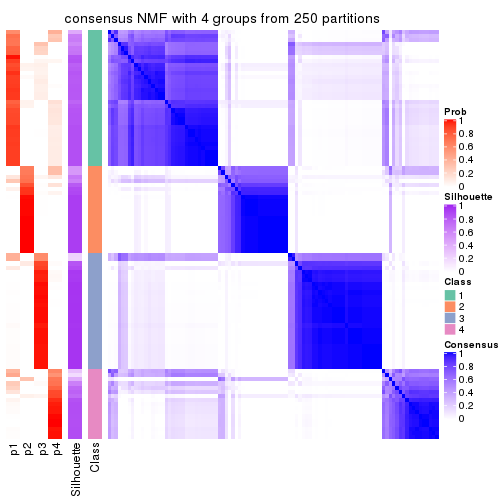 consensus NMF with 4 groups from 250 partitions
Prob
1
0.8
0.6
0.4
0.2
0
Silhouette
1
0.8
0.6
0.4
0.2
0
Class
1
2
3
4
Consensus
1
0.8
0.6
0.4
0.2
0
p1
p2
p3
p4
Silhouette
Class